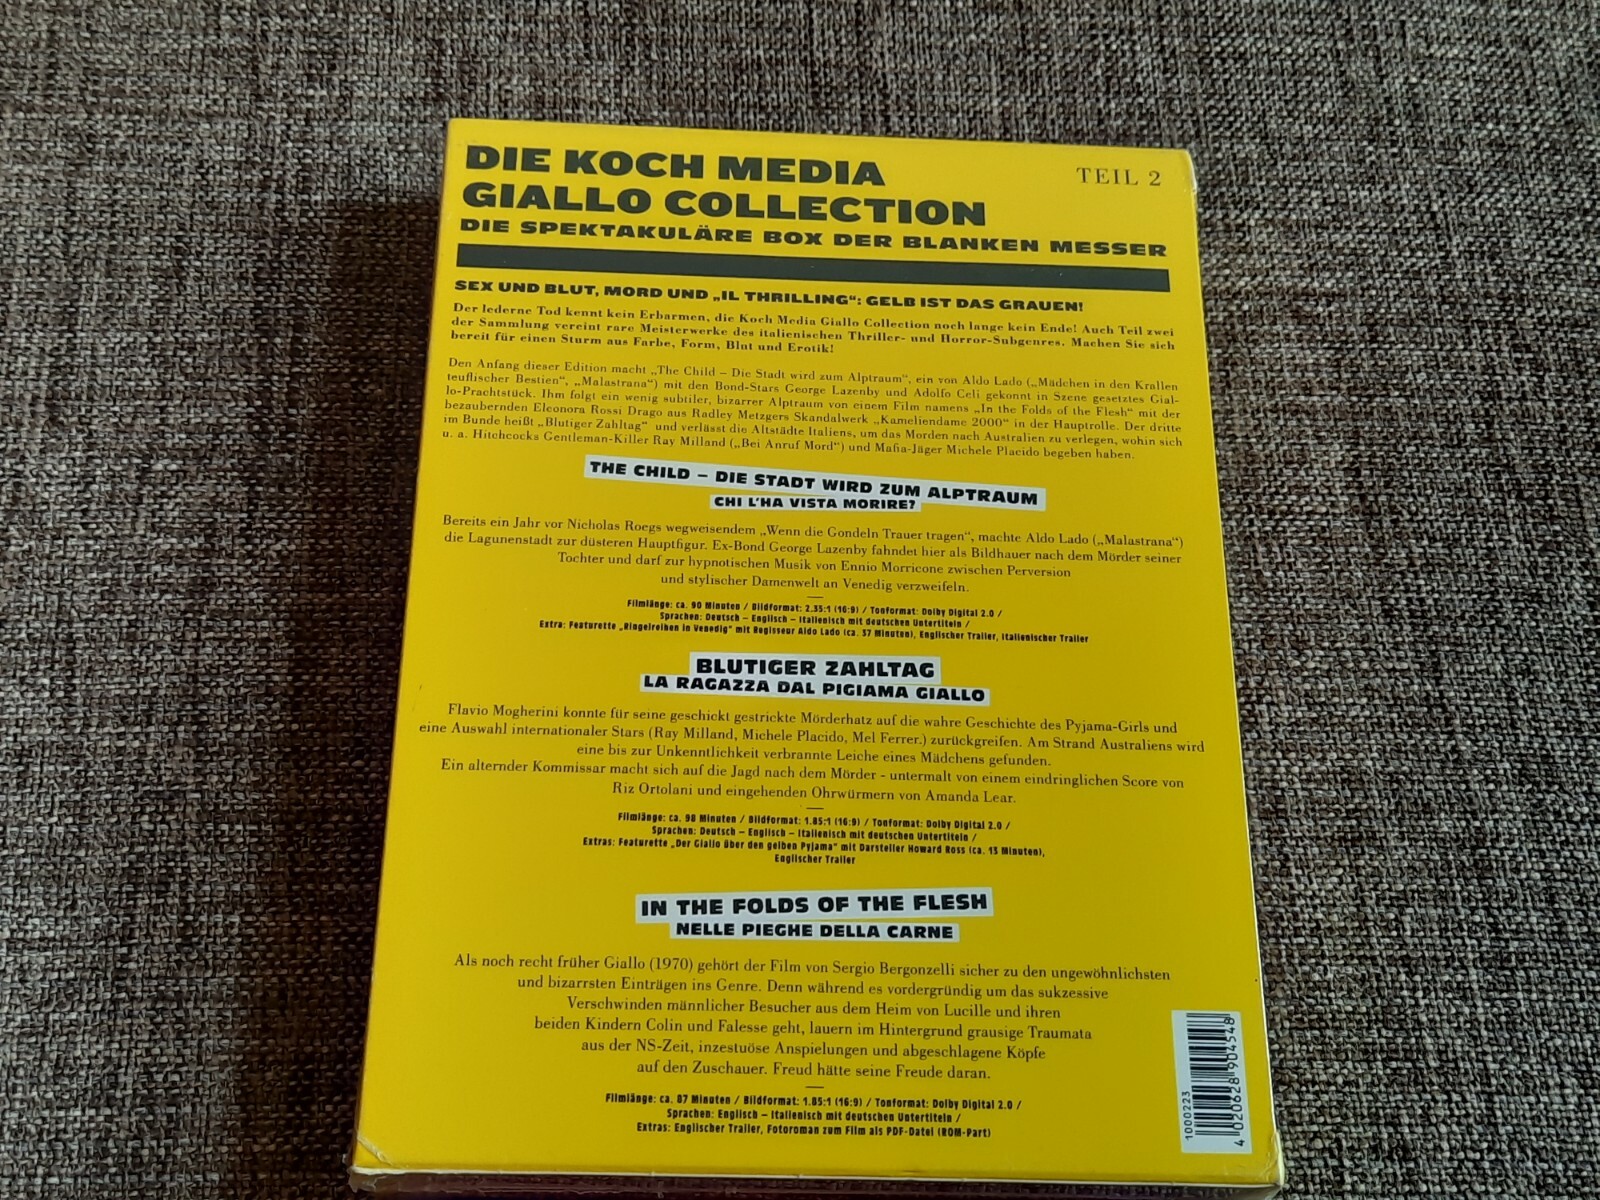 DIE KOCH MEDIA
GIALLO COLLECTION
TEIL 2
DIE SPEKTAKULÄRE BOX DER BLANKEN MESSER
SEX UND BLUT, MORD UND „IL THRILLING“: GELB IST DAS GRAUEN!
Der lederne Tod kennt kein Erbarmen, die Koch Media Giallo Collection noch lange kein Ende! Auch Teil zwei
der Sammlung vereint rare Meisterwerke des italienischen Thriller- und Horror-Subgenres. Machen Sie sich
bereit für einen Sturm aus Farbe, Form, Blut und Erotik!
Den Anfang dieser Edition macht „The Child – Die Stadt wird zum Alptraum“, ein von Aldo Lado („Mädchen in den Krallen
teuflischer Bestien“, „Malastrana“) mit den Bond-Stars George Lazenby und Adolfo Celi gekonnt in Szene gesetztes Gial-
lo-Prachtstück. Ihm folgt ein wenig subtiler, bizarrer Alptraum von einem Film namens „In the Folds of the Flesh“ mit der
bezaubernden Eleonora Rossi Drago aus Radley Metzgers Skandalwerk „Kameliendame 2000“ in der Hauptrolle. Der dritte
im Bunde heißt „Blutiger Zahltag“ und verlässt die Altstädte Italiens, um das Morden nach Australien zu verlegen, wohin sich
u. a. Hitchcocks Gentleman-Killer Ray Milland („Bei Anruf Mord“) und Mafia-Jäger Michele Placido begeben haben.
THE CHILD – DIE STADT WIRD ZUM ALPTRAUM
CHI L'HA VISTA MORIRE?
Bereits ein Jahr vor Nicholas Roegs wegweisendem „Wenn die Gondeln Trauer tragen“, machte Aldo Lado („Malastrana“)
die Lagunenstadt zur düsteren Hauptfigur. Ex-Bond George Lazenby fahndet hier als Bildhauer nach dem Mörder seiner
Tochter und darf zur hypnotischen Musik von Ennio Morricone zwischen Perversion
und stylischer Damenwelt an Venedig verzweifeln.
Filmlänge: ca. 90 Minuten / Bildformat: 2.35:1 (16:9) / Tonformat: Dolby Digital 2.0 /
Sprachen: Deutsch – Englisch – Italienisch mit deutschen Untertiteln /
Extra: Featurette „Ringelreihen in Venedig“ mit Regisseur Aldo Lado (ca. 37 Minuten), Englischer Trailer, Italienischer Trailer
BLUTIGER ZAHLTAG
LA RAGAZZA DAL PIGIAMA GIALLO
Flavio Mogherini konnte für seine geschickt gestrickte Mörderhatz auf die wahre Geschichte des Pyjama-Girls und
eine Auswahl internationaler Stars (Ray Milland, Michele Placido, Mel Ferrer.) zurückgreifen. Am Strand Australiens wird
eine bis zur Unkenntlichkeit verbrannte Leiche eines Mädchens gefunden.
Ein alternder Kommissar macht sich auf die Jagd nach dem Mörder - untermalt von einem eindringlichen Score von
Riz Ortolani und eingehenden Ohrwürmern von Amanda Lear.
Filmlänge: ca. 98 Minuten / Bildformat: 1.85:1 (16:9) / Tonformat: Dolby Digital 2.0 /
Sprachen: Deutsch – Englisch – Italienisch mit deutschen Untertiteln /
Extras: Featurette „Der Giallo über den gelben Pyjama“ mit Darsteller Howard Ross (ca. 13 Minuten),
Englischer Trailer
IN THE FOLDS OF THE FLESH
NELLE PIEGHE DELLA CARNE
Als noch recht früher Giallo (1970) gehört der Film von Sergio Bergonzelli sicher zu den ungewöhnlichsten
und bizarrsten Einträgen ins Genre. Denn während es vordergründig um das sukzessive
Verschwinden männlicher Besucher aus dem Heim von Lucille und ihren
beiden Kindern Colin und Falesse geht, lauern im Hintergrund grausige Traumata
aus der NS-Zeit, inzestuöse Anspielungen und abgeschlagene Köpfe
auf den Zuschauer. Freud hätte seine Freude daran.
Filmlänge: ca. 87 Minuten / Bildformat: 1.85:1 (16:9) / Tonformat: Dolby Digital 2.0 /
Sprachen: Englisch – Italienisch mit deutschen Untertiteln /
Extras: Englischer Trailer, Fotoroman zum Film als PDF-Datei (ROM-Part)
1000223
4 020628 904548